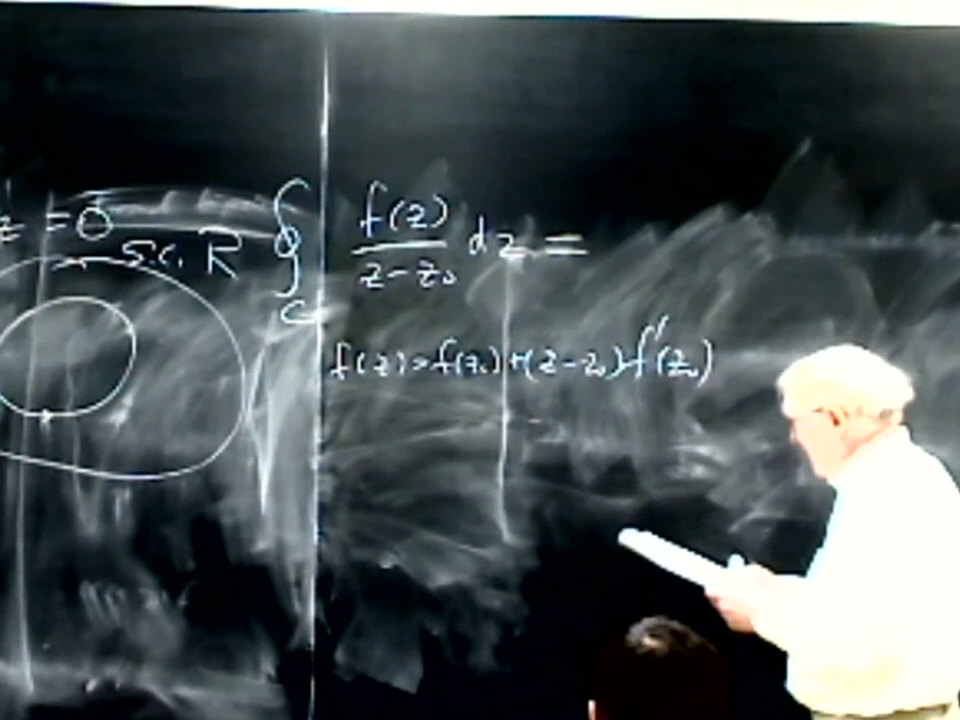 z = 0
s.c. R
∮_C f(z)/(z-z₀) dz =
f(z) = f(z₀) + (z-z₀) f'(z₀)